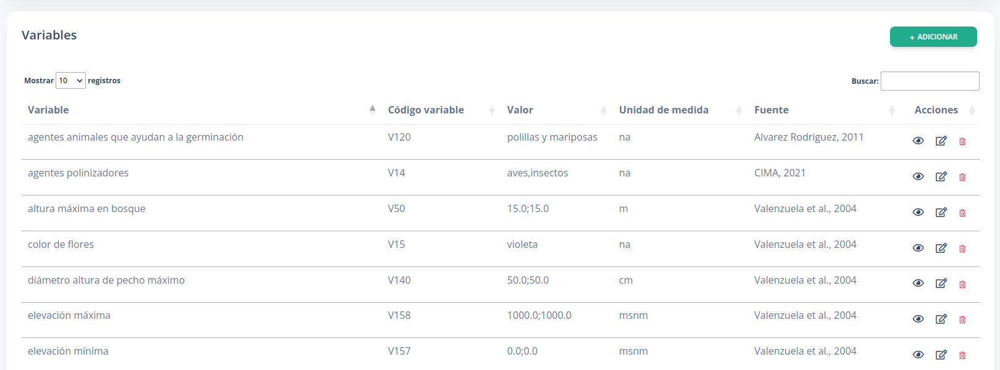 Variables
+ ADICIONAR
Mostrar 10 registros
Buscar:
Variable Código variable Valor Unidad de medida Fuente Acciones
agentes animales que ayudan a la germinación V120 polillas y mariposas na Alvarez Rodriguez, 2011
agentes polinizadores V14 aves,insectos na CIMA, 2021
altura máxima en bosque V50 15.0;15.0 m Valenzuela et al., 2004
color de flores V15 violeta na Valenzuela et al., 2004
diámetro altura de pecho máximo V140 50.0;50.0 cm Valenzuela et al., 2004
elevación máxima V158 1000.0;1000.0 msnm Valenzuela et al., 2004
elevación mínima V157 0.0;0.0 msnm Valenzuela et al., 2004